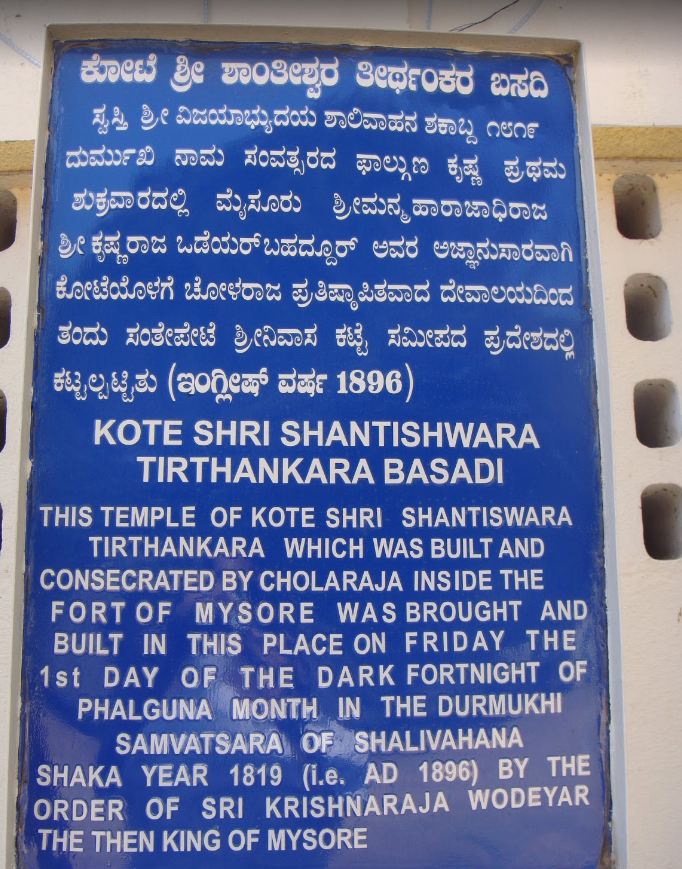 ಕೋಟೆ ಶ್ರೀ ಶಾಂತೀಶ್ವರ ತೀರ್ಥಂಕರ ಬಸದಿ
ಸ್ವಸ್ತಿ ಶ್ರೀ ವಿಜಯಾಭ್ಯುದಯ ಶಾಲಿವಾಹನ ಶಕಾಬ್ದ ೧೮೧೯
ದುರ್ಮುಖಿ ನಾಮ ಸಂವತ್ಸರದ ಫಾಲ್ಗುಣ ಕೃಷ್ಣ ಪ್ರಥಮ
ಶುಕ್ರವಾರದಲ್ಲಿ ಮೈಸೂರು ಶ್ರೀಮನ್ಮಹಾರಾಜಾಧಿರಾಜ
ಶ್ರೀಕೃಷ್ಣರಾಜ ಒಡೆಯರ್ ಬಹದ್ದೂರ್ ಅವರ ಅಜ್ಞಾನುಸಾರವಾಗಿ
ಕೋಟೆಯೊಳಗೆ ಚೋಳರಾಜ ಪ್ರತಿಷ್ಠಾಪಿತವಾದ ದೇವಾಲಯದಿಂದ
ತಂದು ಸಂತೇಪೇಟೆ ಶ್ರೀನಿವಾಸ ಕಟ್ಟೆ ಸಮೀಪದ ಪ್ರದೇಶದಲ್ಲಿ
ಕಟ್ಟಲ್ಪಟ್ಟಿತು (ಇಂಗ್ಲೀಷ್ ವರ್ಷ 1896)
KOTE SHRI SHANTISHWARA
TIRTHANKARA BASADI
THIS TEMPLE OF KOTE SHRI SHANTISWARA
TIRTHANKARA WHICH WAS BUILT AND
CONSECRATED BY CHOLARAJA INSIDE THE
FORT OF MYSORE WAS BROUGHT AND
BUILT IN THIS PLACE ON FRIDAY THE
1st DAY OF THE DARK FORTNIGHT OF
PHALGUNA MONTH IN THE DURMUKHI
SAMVATSARA OF SHALIVAHANA
SHAKA YEAR 1819 (i.e. AD 1896) BY THE
ORDER OF SRI KRISHNARAJA WODEYAR
THE THEN KING OF MYSORE